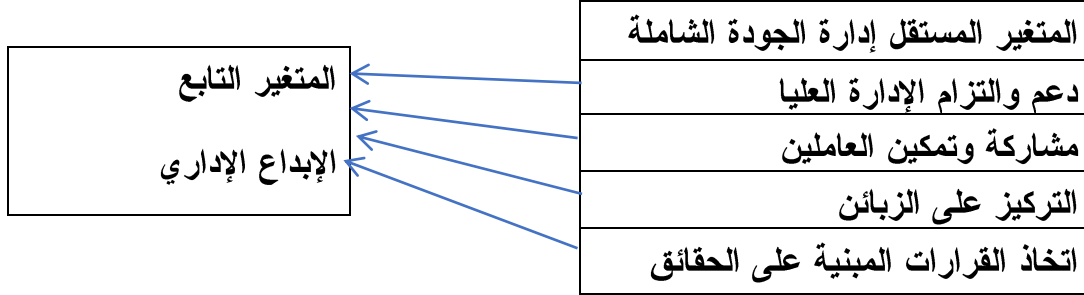 المتغير المستقل إدارة الجودة الشاملة
دعم والتزام الإدارة العليا
مشاركة وتمكين العاملين
التركيز على الزبائن
اتخاذ القرارات المبنية على الحقائق
المتغير التابع
الإبداع الإداري